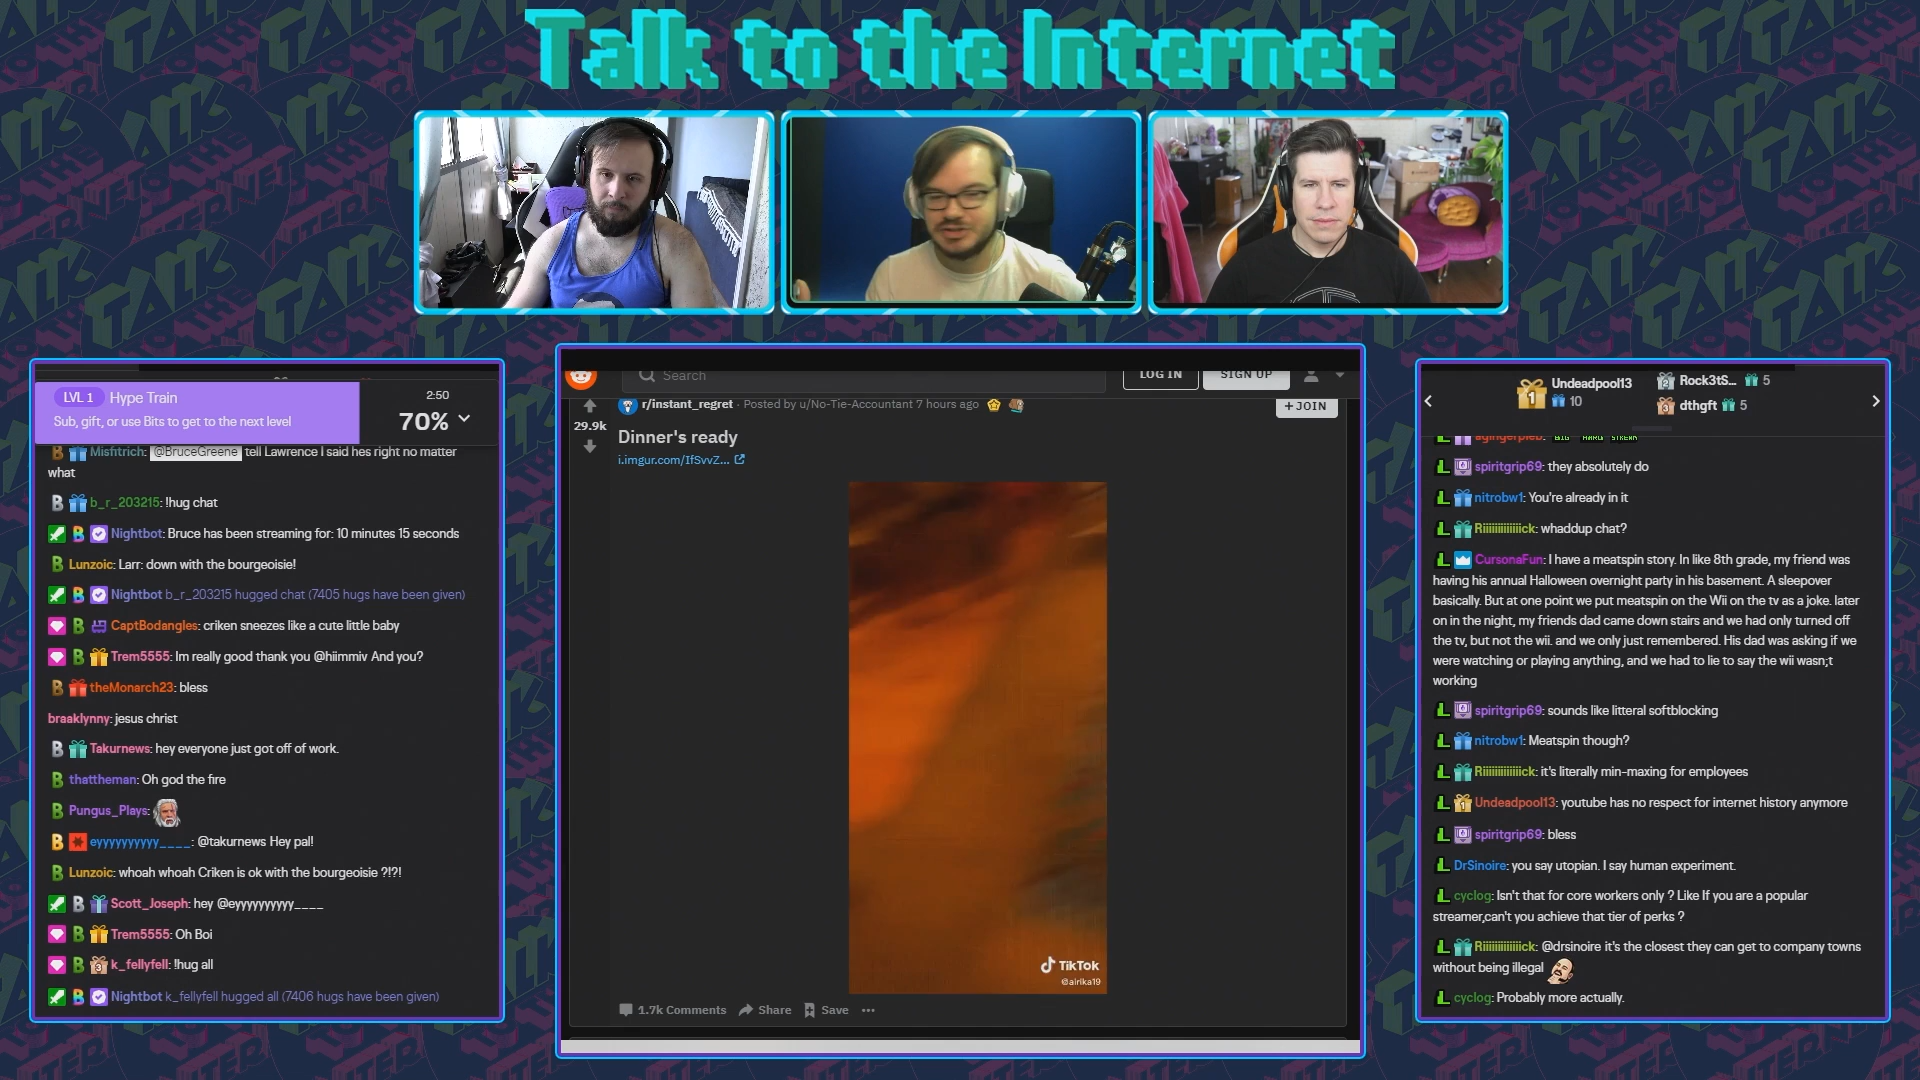 Talk to the Internet
LVL 1 Hype Train
Sub, gift, or use Bits to get to the next level
2:50
70%
Misfitrich: @BruceGreene tell Lawrence I said hes right no matter
what
b_r_203215: !hug chat
Nightbot: Bruce has been streaming for: 10 minutes 15 seconds
Lunzoic: Larr: down with the bourgeoisie!
Nightbot b_r_203215 hugged chat (7405 hugs have been given)
CaptBodangles: criken sneezes like a cute little baby
Trem5555: Im really good thank you @hiimmiv And you?
theMonarch23: bless
braaklynny: jesus christ
Takurnews: hey everyone just got off of work.
thattheman: Oh god the fire
Pungus_Plays:
eyyyyyyyyyy____: @takurnews Hey pal!
Lunzoic: whoah whoah Criken is ok with the bourgeoisie ?!?!
Scott_Joseph: hey @eyyyyyyyyyy____
Trem5555: Oh Boi
k_fellyfell: !hug all
Nightbot k_fellyfell hugged all (7406 hugs have been given)
Search
LOG IN
SIGN UP
r/instant_regret · Posted by u/No-Tie-Accountant 7 hours ago
+JOIN
29.9k
Dinner's ready
i.imgur.com/IfSvvZ...
TikTok
@airika19
1.7k Comments
Share
Save
Undeadpool13
10
Rock3tS... 5
dthgft 5
spiritgrip69: they absolutely do
nitrobw1: You're already in it
Riiiiiiiiiiiiick: whaddup chat?
CursonaFun: I have a meatspin story. In like 8th grade, my friend was
having his annual Halloween overnight party in his basement. A sleepover
basically. But at one point we put meatspin on the Wii on the tv as a joke. later
on in the night, my friends dad came down stairs and we had only turned off
the tv, but not the wii. and we only just remembered. His dad was asking if we
were watching or playing anything, and we had to lie to say the wii wasn;t
working
spiritgrip69: sounds like litteral softblocking
nitrobw1: Meatspin though?
Riiiiiiiiiiiiick: it's literally min-maxing for employees
Undeadpool13: youtube has no respect for internet history anymore
spiritgrip69: bless
DrSinoire: you say utopian. I say human experiment.
cyclog: Isn't that for core workers only ? Like If you are a popular
streamer,can't you achieve that tier of perks ?
Riiiiiiiiiiiiick: @drsinoire it's the closest they can get to company towns
without being illegal
cyclog: Probably more actually.